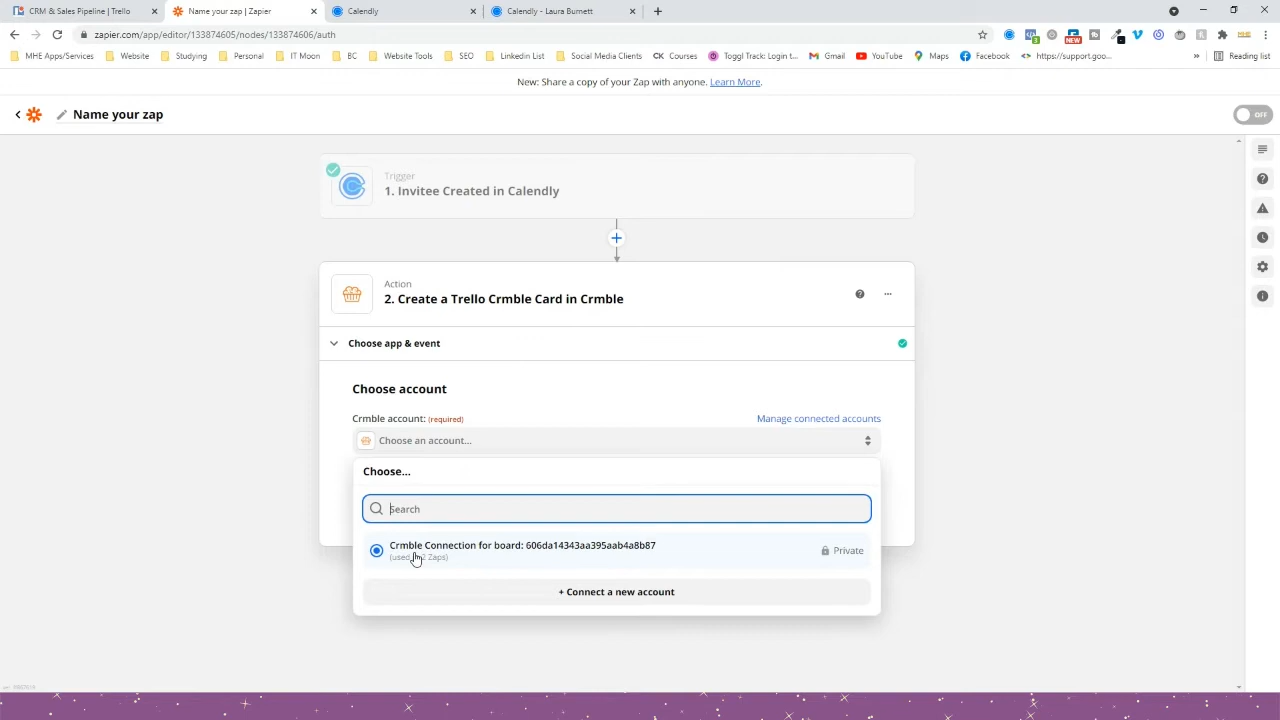 CRM & Sales Pipeline | Trello
Name your zap | Zapier
Calendly
Calendly - Laura Burnett
zapier.com/app/editor/133874605/nodes/133874606/auth
NEW
MHE Apps/Services
Website
Studying
Personal
IT Moon
BC
Website Tools
SEO
Linkedin List
Social Media Clients
CK Courses
Toggl Track: Login t...
Gmail
YouTube
Maps
Facebook
https://support.goo...
»
Reading list
New: Share a copy of your Zap with anyone. Learn More.
Name your zap
OFF
Trigger
1. Invitee Created in Calendly
Action
2. Create a Trello Crmble Card in Crmble
Choose app & event
Choose account
Crmble account: (required)
Manage connected accounts
Choose an account...
Choose...
Search
Crmble Connection for board: 606da14343aa395aab4a8b87
Private
(used 2 Zaps)
+ Connect a new account